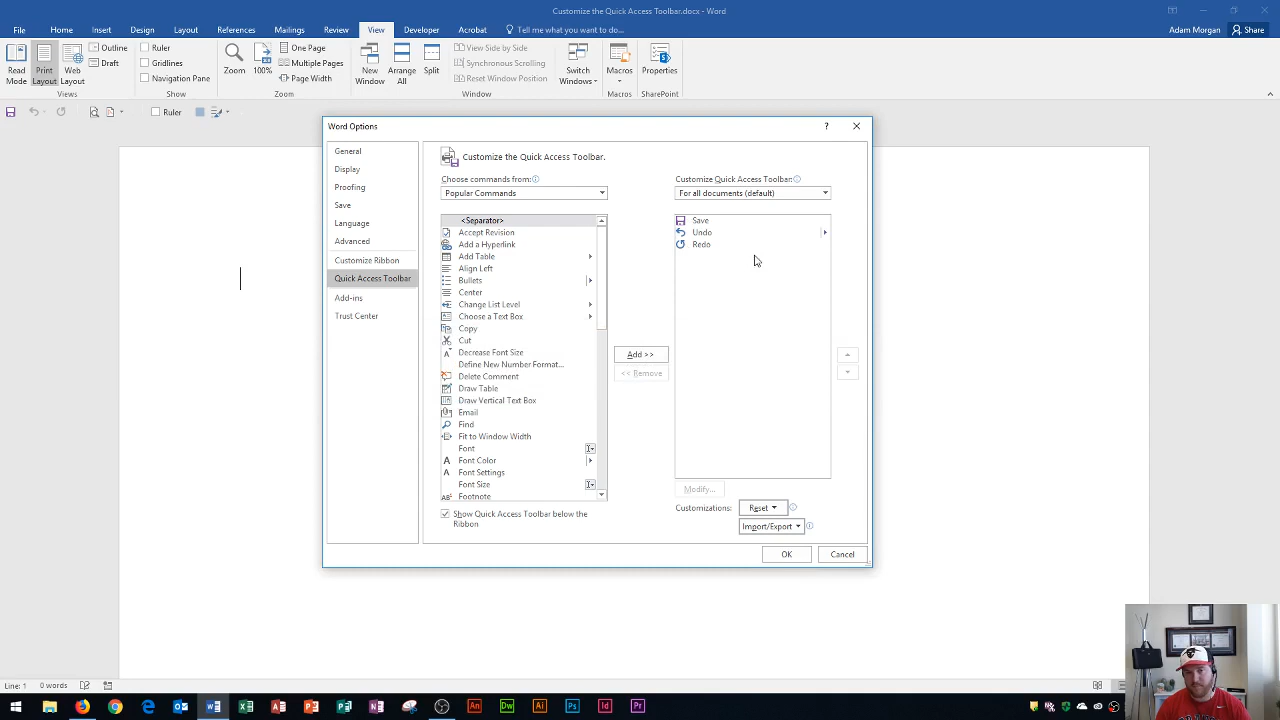 Customize the Quick Access Toolbar.docx - Word
File Home Insert Design Layout References Mailings Review View Developer Acrobat Tell me what you want to do... Adam Morgan Share
Read Mode
Print Layout
Web Layout
Outline
Draft
Views
Ruler
Gridlines
Navigation Pane
Show
Zoom
100%
One Page
Multiple Pages
Page Width
Zoom
New Window
Arrange All
Split
View Side by Side
Synchronous Scrolling
Reset Window Position
Window
Switch Windows
Macros
Macros
Properties
SharePoint
Ruler
Word Options
?
General
Display
Proofing
Save
Language
Advanced
Customize Ribbon
Quick Access Toolbar
Add-ins
Trust Center
Customize the Quick Access Toolbar.
Choose commands from:
Popular Commands
<Separator>
Accept Revision
Add a Hyperlink
Add Table
Align Left
Bullets
Center
Change List Level
Choose a Text Box
Copy
Cut
Decrease Font Size
Define New Number Format...
Delete Comment
Draw Table
Draw Vertical Text Box
Email
Find
Fit to Window Width
Font
Font Color
Font Settings
Font Size
Footnote
Show Quick Access Toolbar below the
Ribbon
Add >>
<< Remove
Customize Quick Access Toolbar:
For all documents (default)
Save
Undo
Redo
Modify...
Customizations:
Reset
Import/Export
OK
Cancel
Line: 1 0 words
An Dw Ai Ps Id Pr